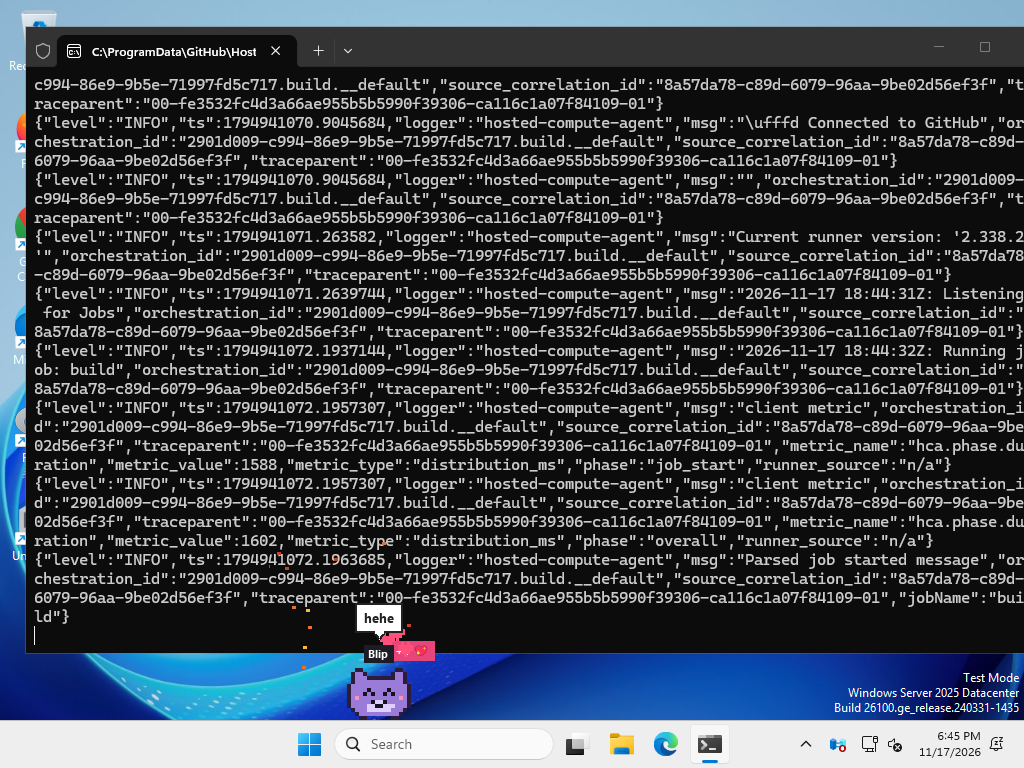 C:\ProgramData\GitHub\Host
c994-86e9-9b5e-71997fd5c717.build.__default","source_correlation_id":"8a57da78-c89d-6079-96aa-9be02d56ef3f","t
raceparent":"00-fe3532fc4d3a66ae955b5b5990f39306-ca116c1a07f84109-01"}
{"level":"INFO","ts":1794941070.9045684,"logger":"hosted-compute-agent","msg":"\ufffd Connected to GitHub","or
chestration_id":"2901d009-c994-86e9-9b5e-71997fd5c717.build.__default","source_correlation_id":"8a57da78-c89d-
6079-96aa-9be02d56ef3f","traceparent":"00-fe3532fc4d3a66ae955b5b5990f39306-ca116c1a07f84109-01"}
{"level":"INFO","ts":1794941070.9045684,"logger":"hosted-compute-agent","msg":"","orchestration_id":"2901d009-
c994-86e9-9b5e-71997fd5c717.build.__default","source_correlation_id":"8a57da78-c89d-6079-96aa-9be02d56ef3f","t
raceparent":"00-fe3532fc4d3a66ae955b5b5990f39306-ca116c1a07f84109-01"}
{"level":"INFO","ts":1794941071.263582,"logger":"hosted-compute-agent","msg":"Current runner version: '2.338.2
'","orchestration_id":"2901d009-c994-86e9-9b5e-71997fd5c717.build.__default","source_correlation_id":"8a57da78
-c89d-6079-96aa-9be02d56ef3f","traceparent":"00-fe3532fc4d3a66ae955b5b5990f39306-ca116c1a07f84109-01"}
{"level":"INFO","ts":1794941071.2639744,"logger":"hosted-compute-agent","msg":"2026-11-17 18:44:31Z: Listening
 for Jobs","orchestration_id":"2901d009-c994-86e9-9b5e-71997fd5c717.build.__default","source_correlation_id":"
8a57da78-c89d-6079-96aa-9be02d56ef3f","traceparent":"00-fe3532fc4d3a66ae955b5b5990f39306-ca116c1a07f84109-01"}
{"level":"INFO","ts":1794941072.1937144,"logger":"hosted-compute-agent","msg":"2026-11-17 18:44:32Z: Running j
ob: build","orchestration_id":"2901d009-c994-86e9-9b5e-71997fd5c717.build.__default","source_correlation_id":"
8a57da78-c89d-6079-96aa-9be02d56ef3f","traceparent":"00-fe3532fc4d3a66ae955b5b5990f39306-ca116c1a07f84109-01"}
{"level":"INFO","ts":1794941072.1957307,"logger":"hosted-compute-agent","msg":"client metric","orchestration_i
d":"2901d009-c994-86e9-9b5e-71997fd5c717.build.__default","source_correlation_id":"8a57da78-c89d-6079-96aa-9be
02d56ef3f","traceparent":"00-fe3532fc4d3a66ae955b5b5990f39306-ca116c1a07f84109-01","metric_name":"hca.phase.du
ration","metric_value":1588,"metric_type":"distribution_ms","phase":"job_start","runner_source":"n/a"}
{"level":"INFO","ts":1794941072.1957307,"logger":"hosted-compute-agent","msg":"client metric","orchestration_i
d":"2901d009-c994-86e9-9b5e-71997fd5c717.build.__default","source_correlation_id":"8a57da78-c89d-6079-96aa-9be
02d56ef3f","traceparent":"00-fe3532fc4d3a66ae955b5b5990f39306-ca116c1a07f84109-01","metric_name":"hca.phase.du
ration","metric_value":1602,"metric_type":"distribution_ms","phase":"overall","runner_source":"n/a"}
{"level":"INFO","ts":1794941072.1963685,"logger":"hosted-compute-agent","msg":"Parsed job started message","or
chestration_id":"2901d009-c994-86e9-9b5e-71997fd5c717.build.__default","source_correlation_id":"8a57da78-c89d-
6079-96aa-9be02d56ef3f","traceparent":"00-fe3532fc4d3a66ae955b5b5990f39306-ca116c1a07f84109-01","jobName":"bui
ld"}
hehe
Blip
Test Mode
Windows Server 2025 Datacenter
Build 26100.ge_release.240331-1435
Search
6:45 PM
11/17/2026